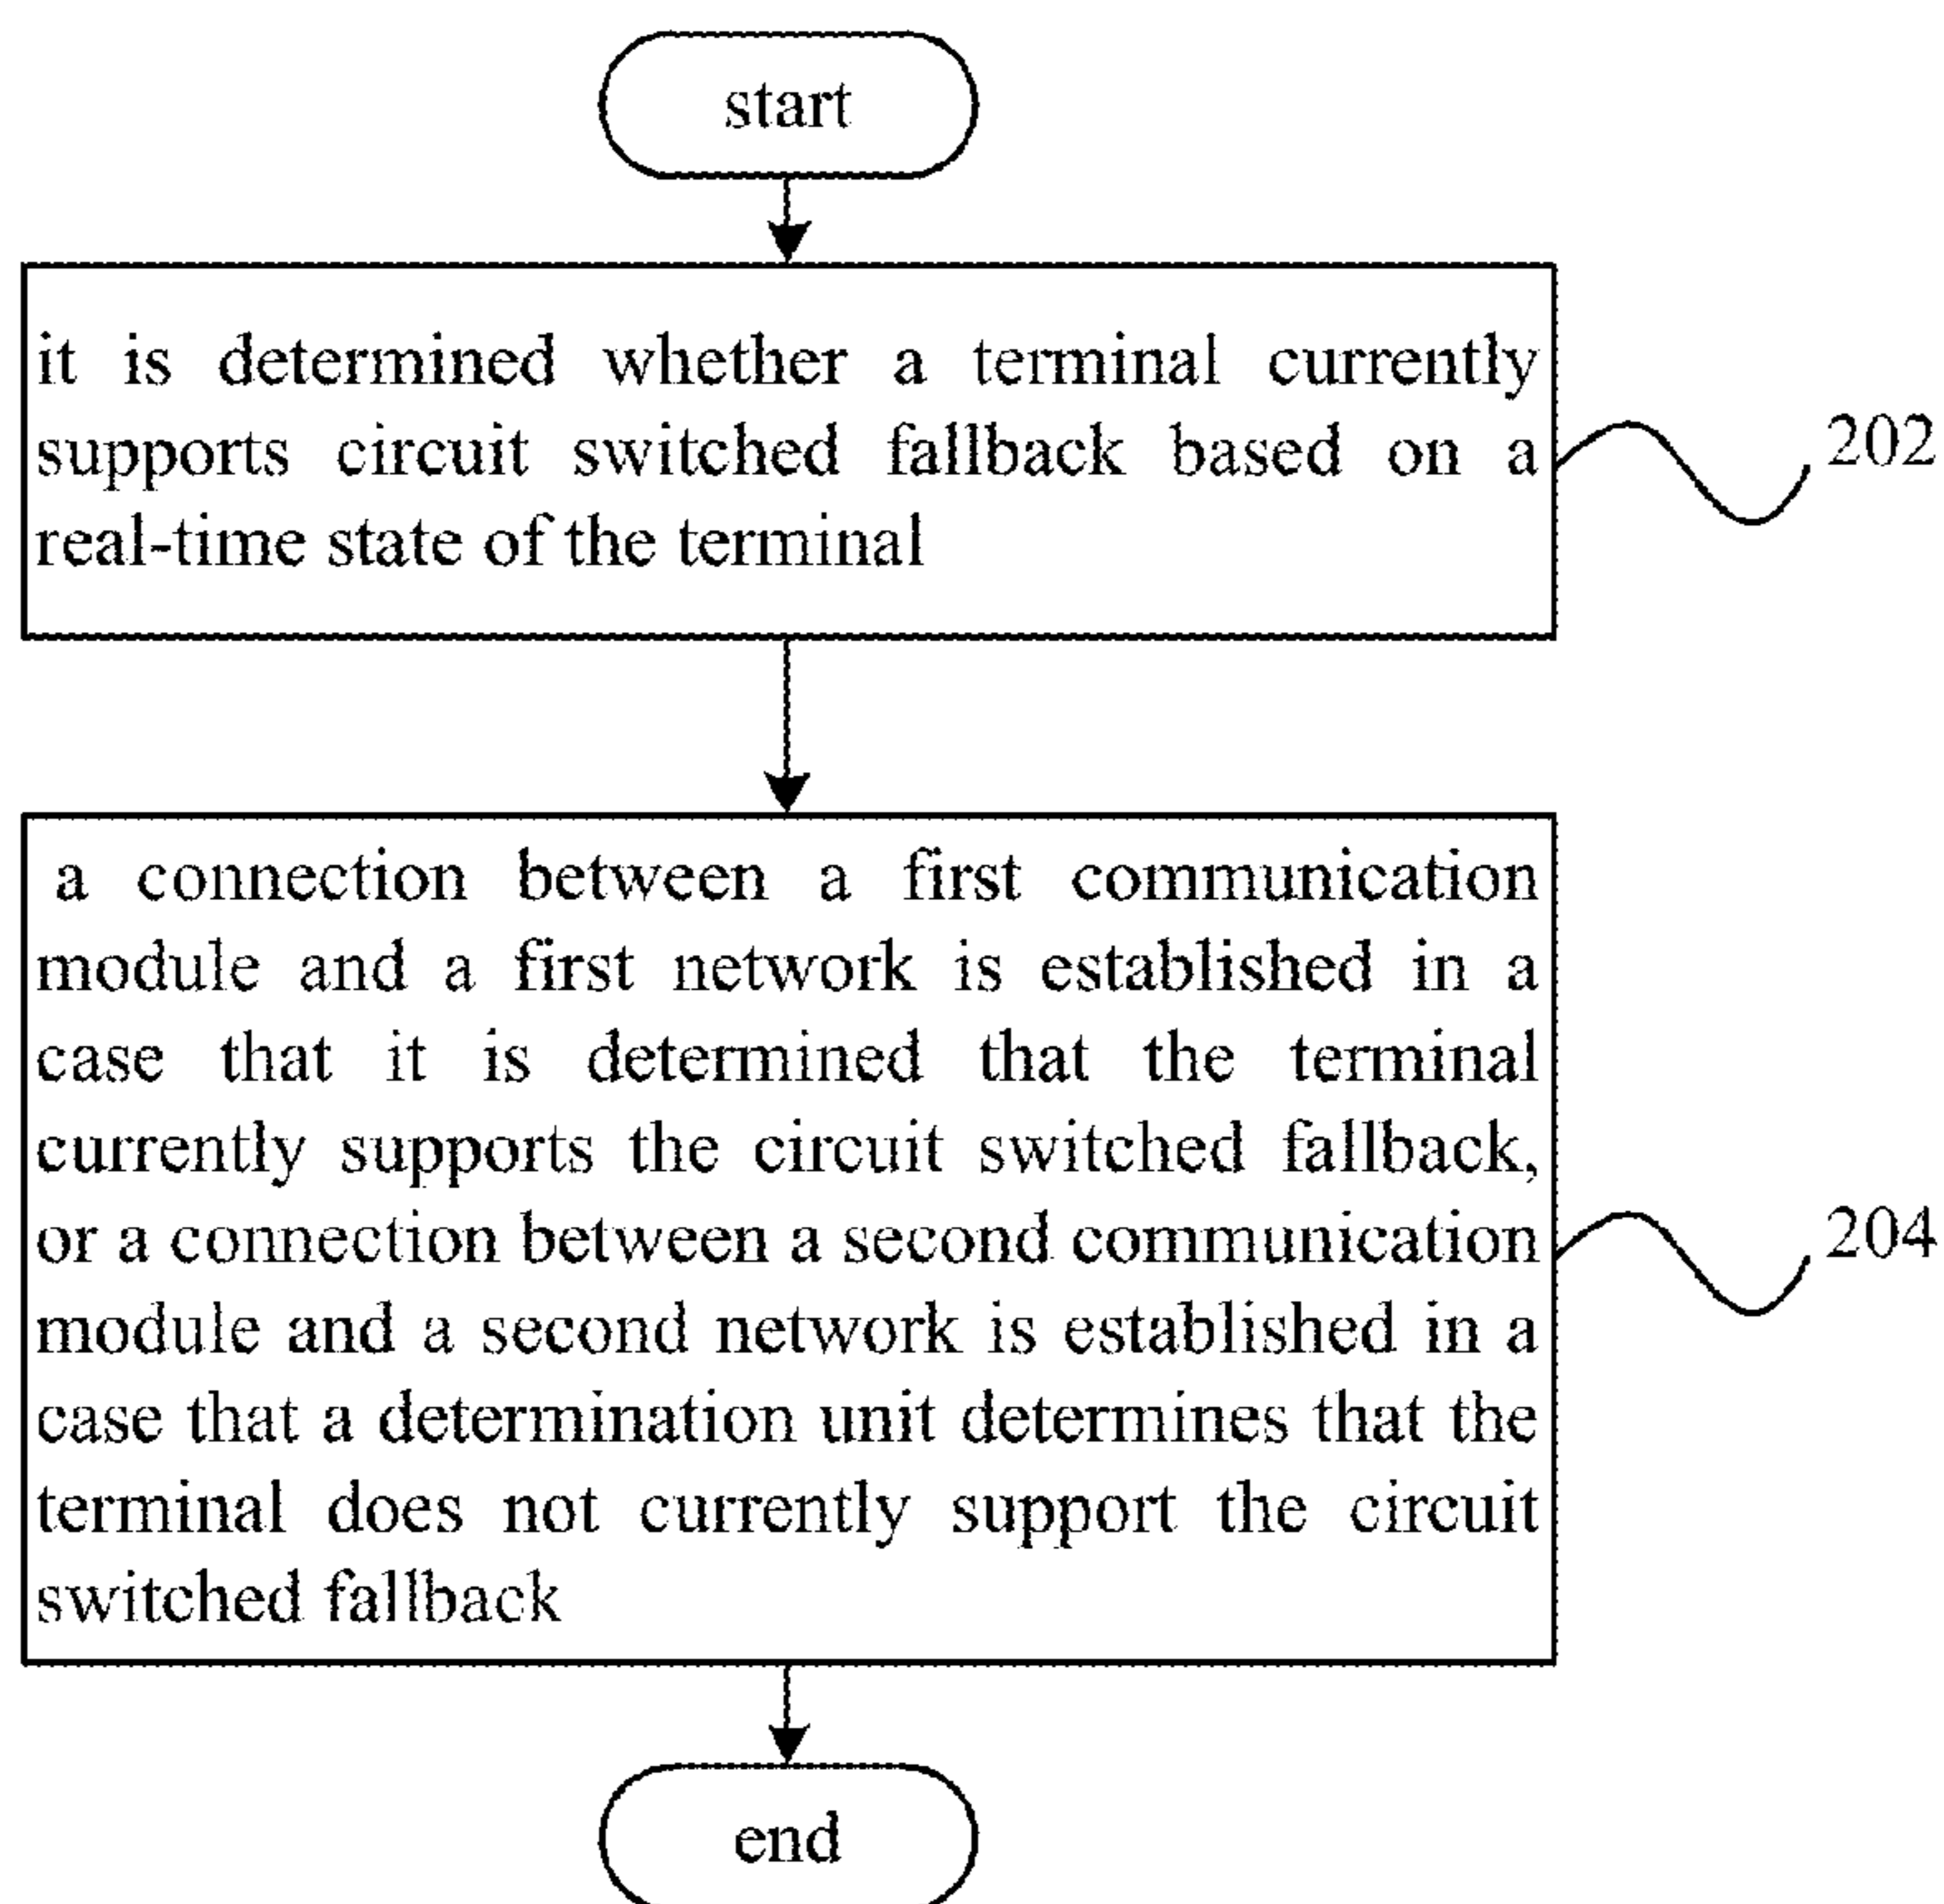 start
it is determined whether a terminal currently
supports circuit switched fallback based on a
real-time state of the terminal
202
a connection between a first communication
module and a first network is established in a
case that it is determined that the terminal
currently supports the circuit switched fallback,
or a connection between a second communication
module and a second network is established in a
case that a determination unit determines that the
terminal does not currently support the circuit
switched fallback
204
end